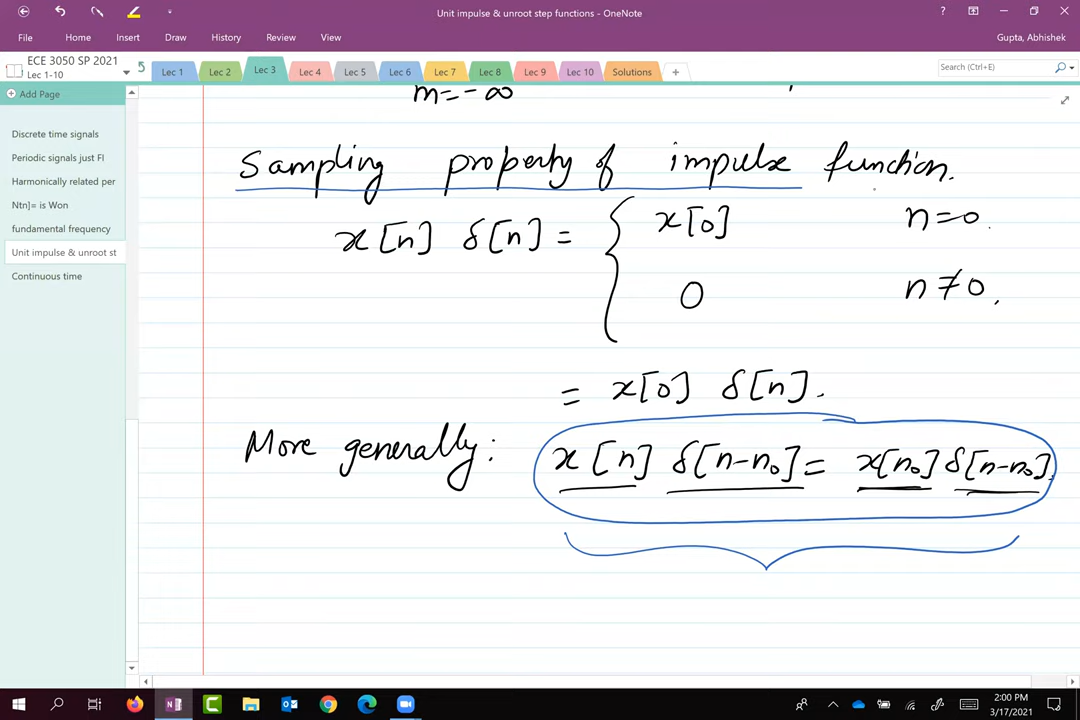 Unit impulse & unroot step functions - OneNote
?
File Home Insert Draw History Review View
Gupta, Abhishek
ECE 3050 SP 2021
Lec 1-10
Lec 1 Lec 2 Lec 3 Lec 4 Lec 5 Lec 6 Lec 7 Lec 8 Lec 9 Lec 10 Solutions +
Search (Ctrl+E)
Add Page
Discrete time signals
Periodic signals just FI
Harmonically related per
Ntn]= is Won
fundamental frequency
Unit impulse & unroot st
Continuous time
m=-∞
Sampling property of impulse function.
x[n] δ[n] = { x[0] n=0.
0 n≠0.
= x[0] δ[n].
More generally: x[n] δ[n-n₀] = x[n₀] δ[n-n₀].
2:00 PM
3/17/2021